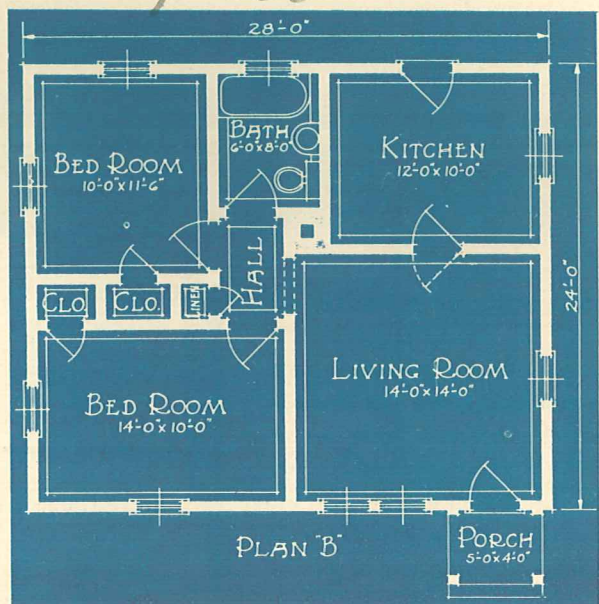 28'-0"
BATH
6'-0"x8'-0"
BED ROOM
10'-0"x11'-6"
KITCHEN
12'-0"x10'-0"
HALL
CLO.
CLO.
LINEN
24'-0"
LIVING ROOM
14'-0"x14'-0"
BED ROOM
14'-0"x10'-0"
PLAN "B"
PORCH
5'-0"x4'-0"